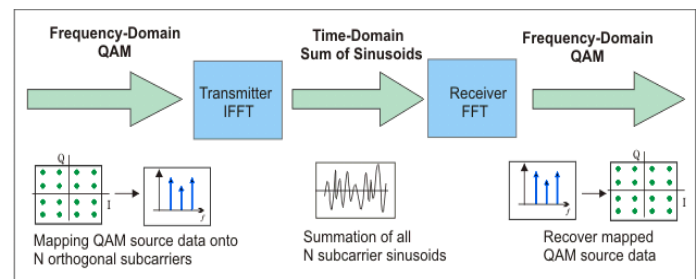 Frequency-Domain
QAM
Time-Domain
Sum of Sinusoids
Frequency-Domain
QAM
Transmitter
IFFT
Receiver
FFT
Q
I
f
Mapping QAM source data onto
N orthogonal subcarriers
Summation of all
N subcarrier sinusoids
f
Q
I
Recover mapped
QAM source data